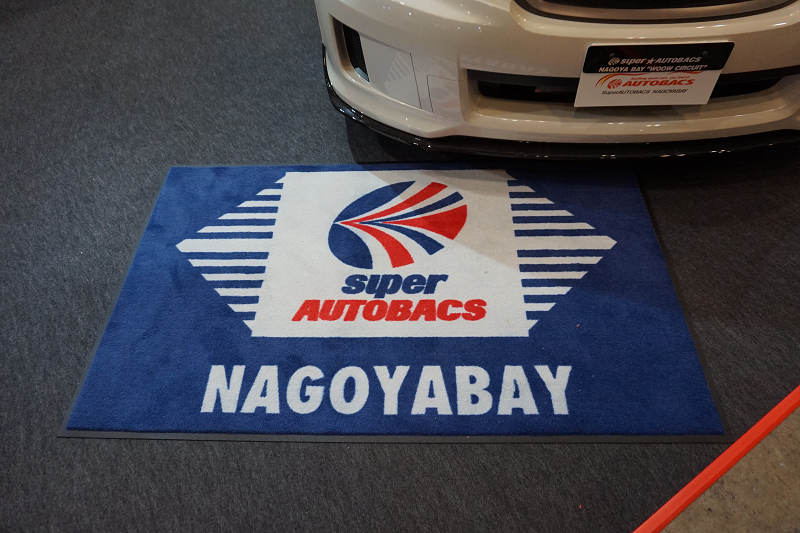 super★AUTOBACS
NAGOYA BAY "WOOW CIRCUIT"
AUTOBACS
SuperAUTOBACS NAGOYABAY
super
AUTOBACS
NAGOYABAY